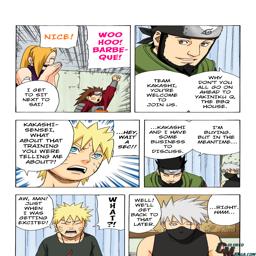 WHY
DON'T YOU
ALL GO
ON AHEAD
TO
YAKINIKU Q,
THE BBQ
HOUSE.
TEAM
KAKASHI,
YOU'RE
WELCOME
TO
JOIN US.
WOO
HOO!
BARBE-
QUE!
NICE!
I GET
TO SIT
NEXT TO
SAI!
I'M
BUYING,
BUT IN THE
MEANTIME...
...KAKASHI
AND I HAVE
SOME
BUSINESS
TO
DISCUSS.
...HEY,
WAIT
A
SEC!!
KAKASHI-
SENSEI,
WHAT
ABOUT THAT
TRAINING
YOU WERE
TELLING ME
ABOUT?!
...RIGHT.
HMM...
WELL!
WE'LL GET
BACK TO
THAT
LATER.
WHAT?!
AW, MAN!
JUST
WHEN I
WAS
GETTING
EXCITED!